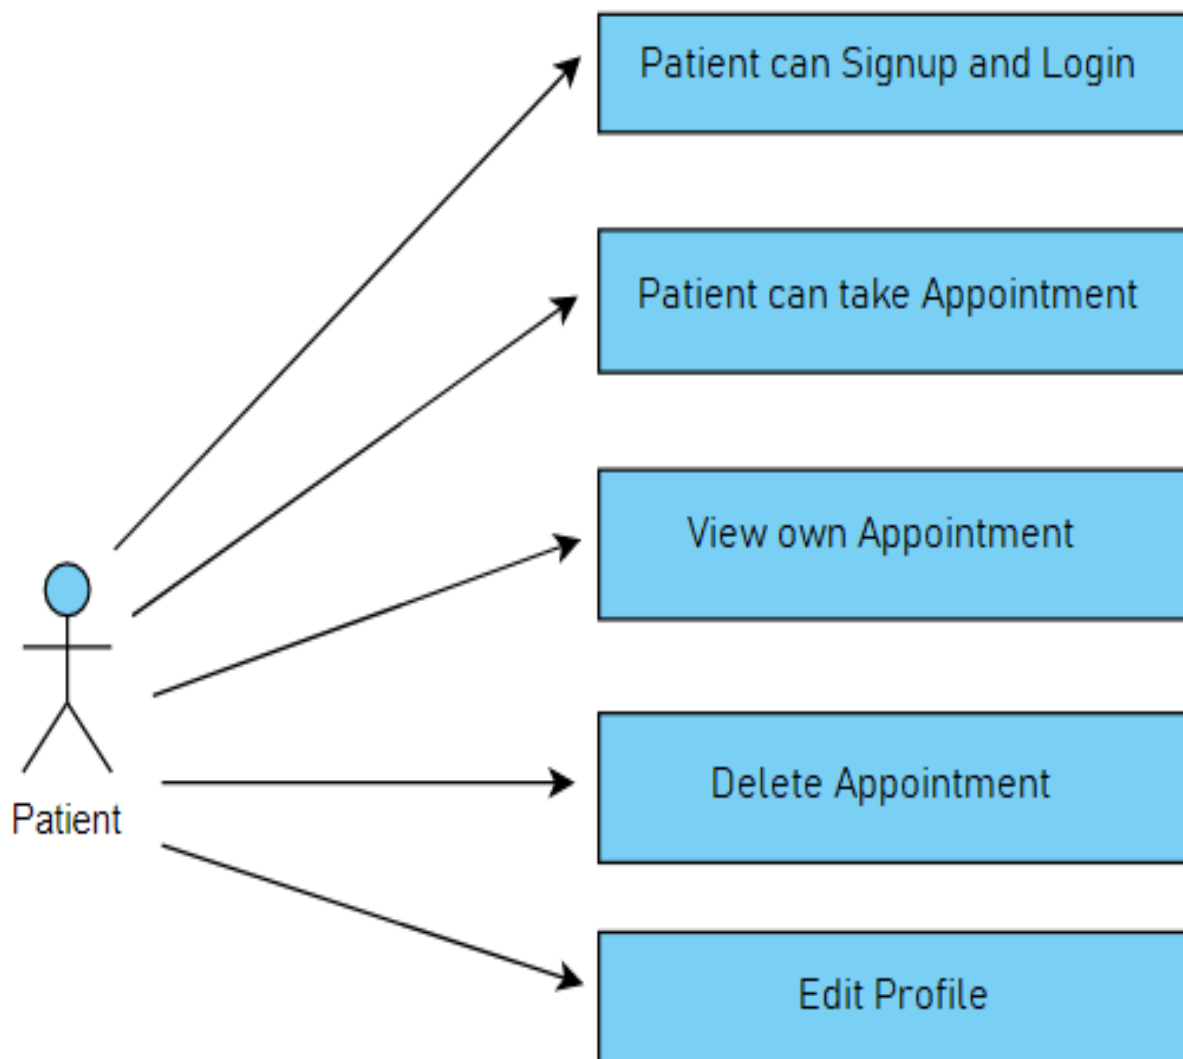 Patient can Signup and Login
Patient can take Appointment
View own Appointment
Delete Appointment
Patient
Edit Profile